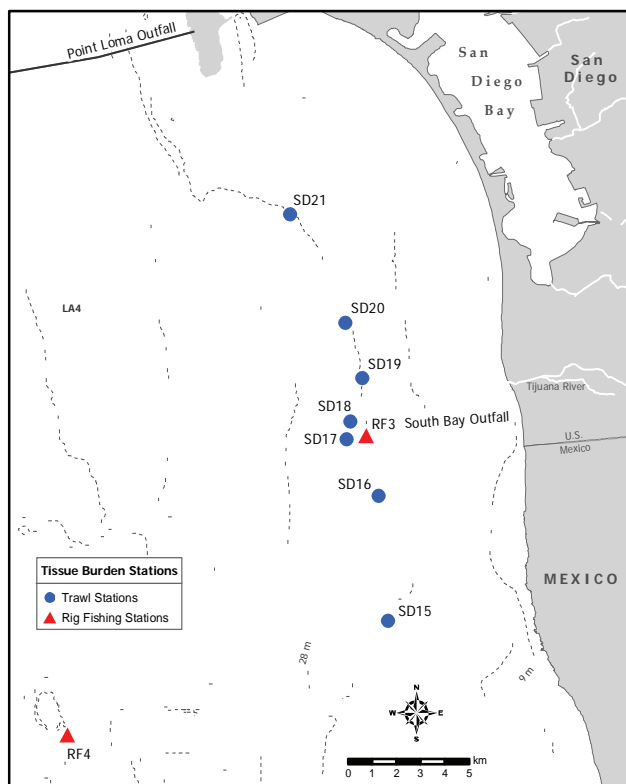 Point Loma Outfall
San
Diego
Bay
San
Diego
SD21
LA4
SD20
SD19
Tijuana River
SD18
RF3
South Bay Outfall
SD17
U.S.
Mexico
SD16
Tissue Burden Stations
Trawl Stations
Rig Fishing Stations
MEXICO
SD15
28 m
9 m
N
W
E
S
RF4
km
0 1 2 3 4 5